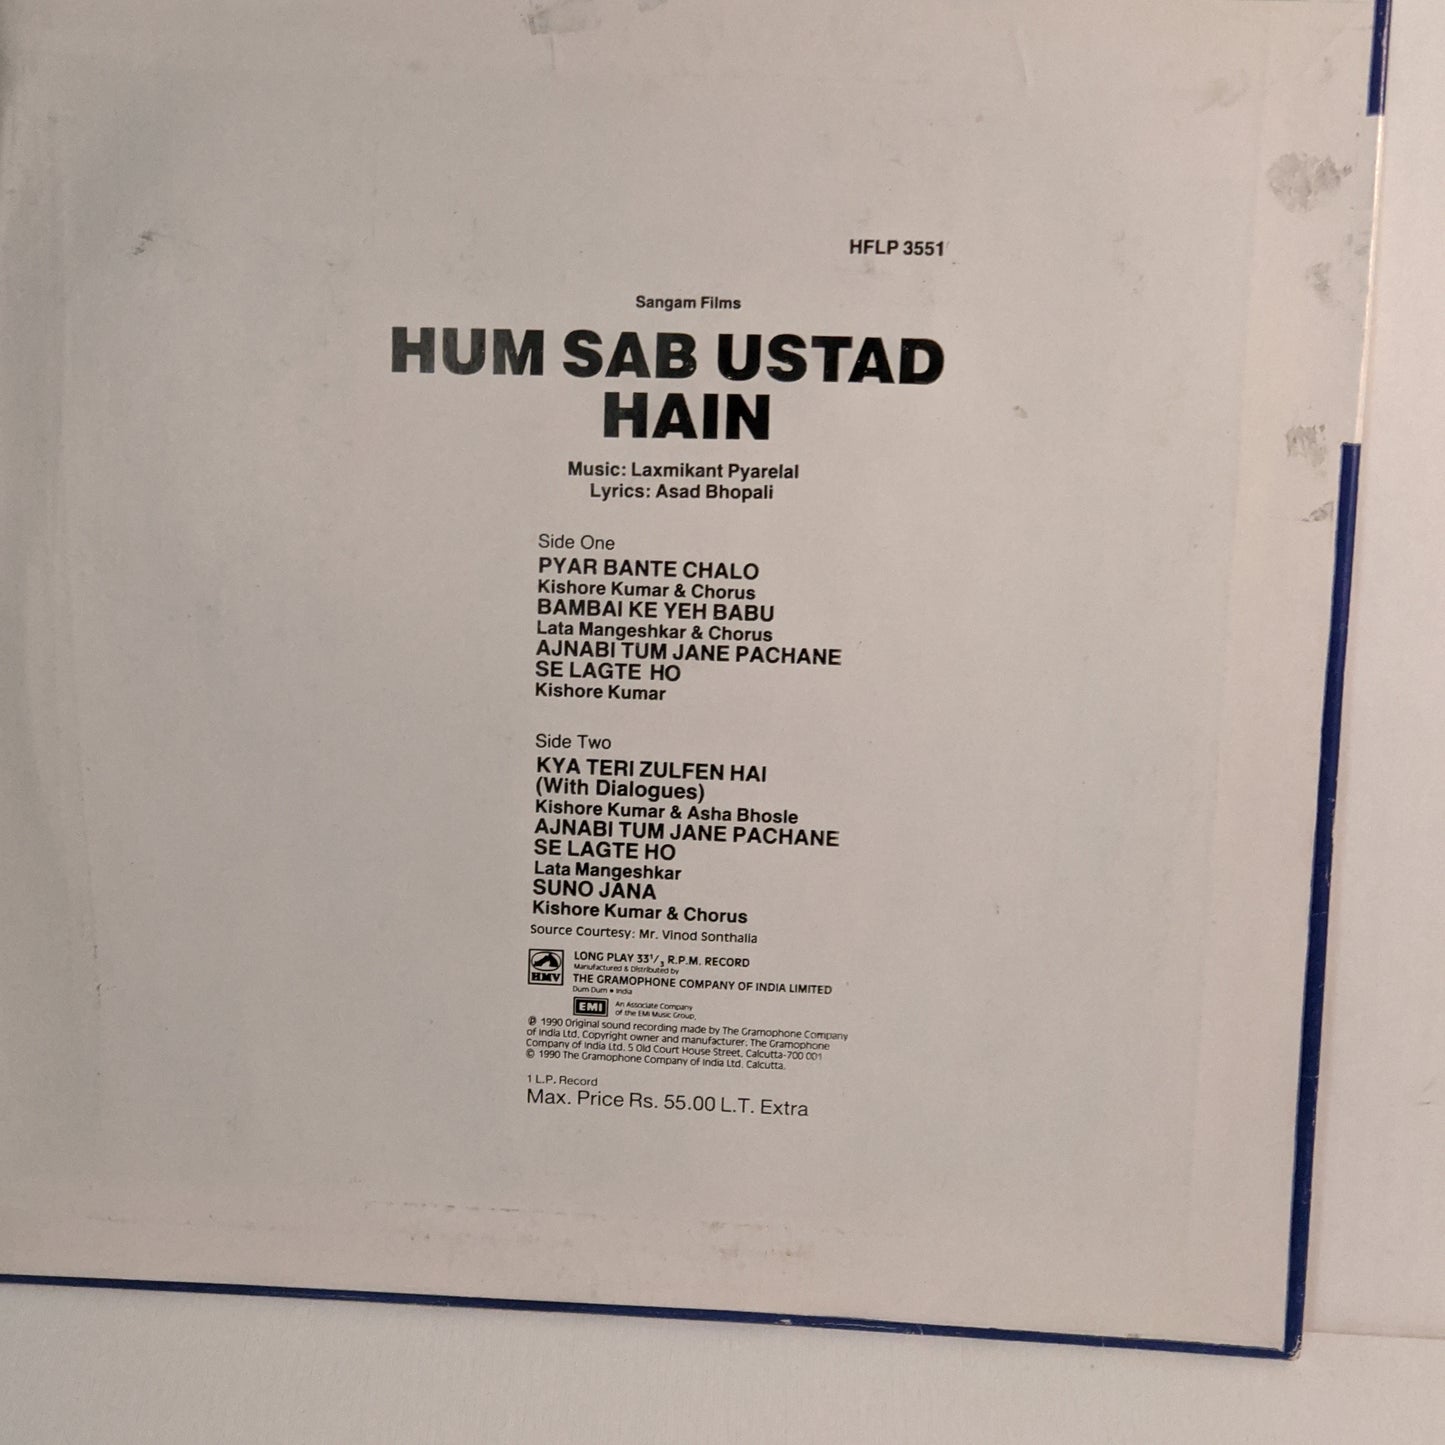 HFLP 3551
Sangam Films
HUM SAB USTAD
HAIN
Music: Laxmikant Pyarelal
Lyrics: Asad Bhopali
Side One
PYAR BANTE CHALO
Kishore Kumar & Chorus
BAMBAI KE YEH BABU
Lata Mangeshkar & Chorus
AJNABI TUM JANE PACHANE
SE LAGTE HO
Kishore Kumar
Side Two
KYA TERI ZULFEN HAI
(With Dialogues)
Kishore Kumar & Asha Bhosle
AJNABI TUM JANE PACHANE
SE LAGTE HO
Lata Mangeshkar
SUNO JANA
Kishore Kumar & Chorus
Source Courtesy: Mr. Vinod Sonthalia
HMV
LONG PLAY 33 1/3 R.P.M. RECORD
Manufactured & Distributed by
THE GRAMOPHONE COMPANY OF INDIA LIMITED
Dum Dum • India
EMI
An Associate Company
of the EMI Music Group.
℗ 1990 Original sound recording made by The Gramophone Company
of India Ltd. Copyright owner and manufacturer. The Gramophone
Company of India Ltd. 5 Old Court House Street, Calcutta-700 001
© 1990 The Gramophone Company of India Ltd. Calcutta.
1 L.P. Record
Max. Price Rs. 55.00 L.T. Extra